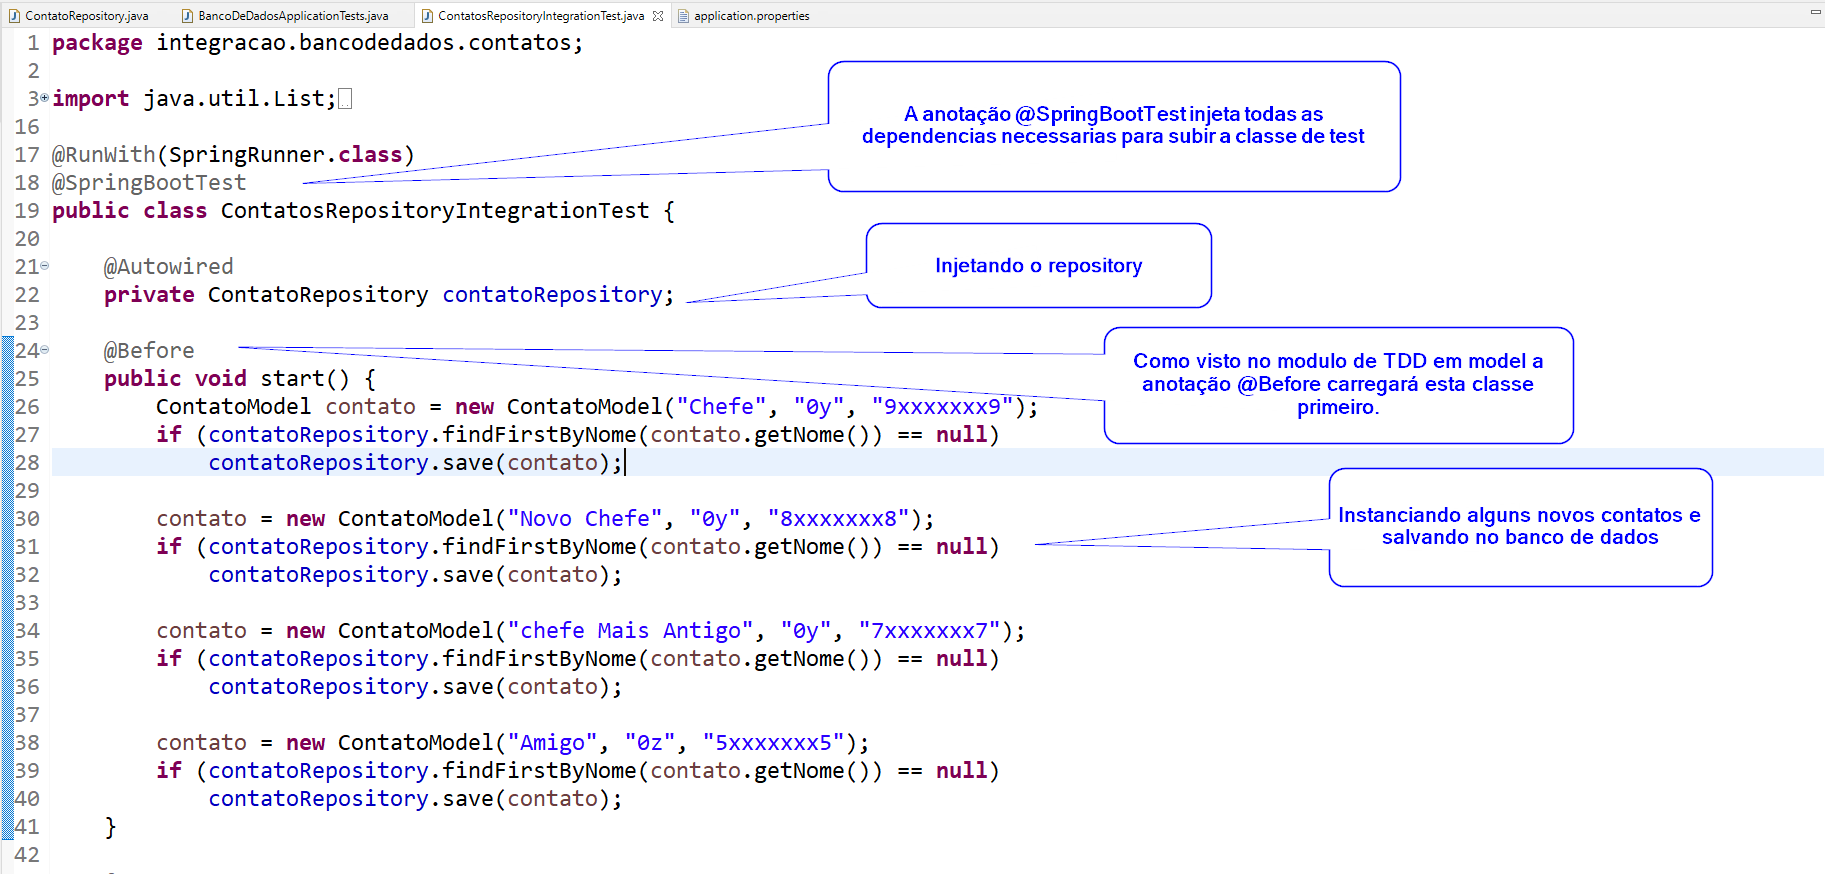 ContatoRepository.java BancoDeDadosApplicationTests.java ContatosRepositoryIntegrationTest.java application.properties
1 package integracao.bancodedados.contatos;
2
3 import java.util.List;
16
17 @RunWith(SpringRunner.class)
18 @SpringBootTest
19 public class ContatosRepositoryIntegrationTest {
20
21 @Autowired
22 private ContatoRepository contatoRepository;
23
24 @Before
25 public void start() {
26 ContatoModel contato = new ContatoModel("Chefe", "0y", "9xxxxxxx9");
27 if (contatoRepository.findFirstByNome(contato.getNome()) == null)
28 contatoRepository.save(contato);
29
30 contato = new ContatoModel("Novo Chefe", "0y", "8xxxxxxx8");
31 if (contatoRepository.findFirstByNome(contato.getNome()) == null)
32 contatoRepository.save(contato);
33
34 contato = new ContatoModel("chefe Mais Antigo", "0y", "7xxxxxxx7");
35 if (contatoRepository.findFirstByNome(contato.getNome()) == null)
36 contatoRepository.save(contato);
37
38 contato = new ContatoModel("Amigo", "0z", "5xxxxxxx5");
39 if (contatoRepository.findFirstByNome(contato.getNome()) == null)
40 contatoRepository.save(contato);
41 }
42
A anotação @SpringBootTest injeta todas as
dependencias necessarias para subir a classe de test
Injetando o repository
Como visto no modulo de TDD em model a
anotação @Before carregará esta classe
primeiro.
Instanciando alguns novos contatos e
salvando no banco de dados